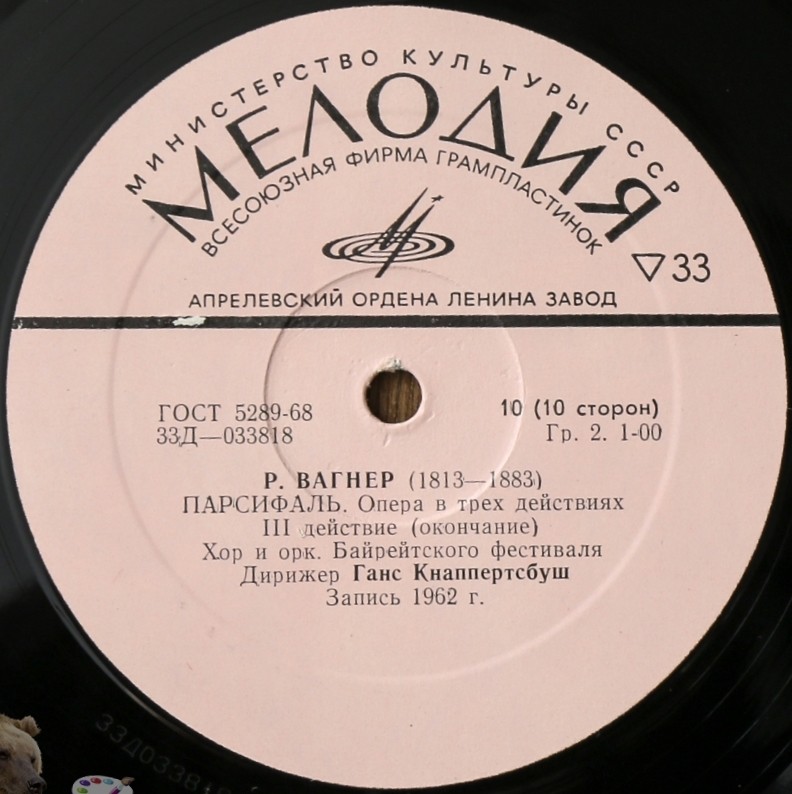 МИНИСТЕРСТВО КУЛЬТУРЫ СССР
МЕЛОДИЯ
ВСЕСОЮЗНАЯ ФИРМА ГРАМПЛАСТИНОК
▽33
АПРЕЛЕВСКИЙ ОРДЕНА ЛЕНИНА ЗАВОД
ГОСТ 5289-68
10 (10 сторон)
33Д—033818
Гр. 2. 1-00
Р. ВАГНЕР (1813—1883)
ПАРСИФАЛЬ. Опера в трех действиях
III действие (окончание)
Хор и орк. Байрейтского фестиваля
Дирижер Ганс Кнаппертсбуш
Запись 1962 г.
33Д033818